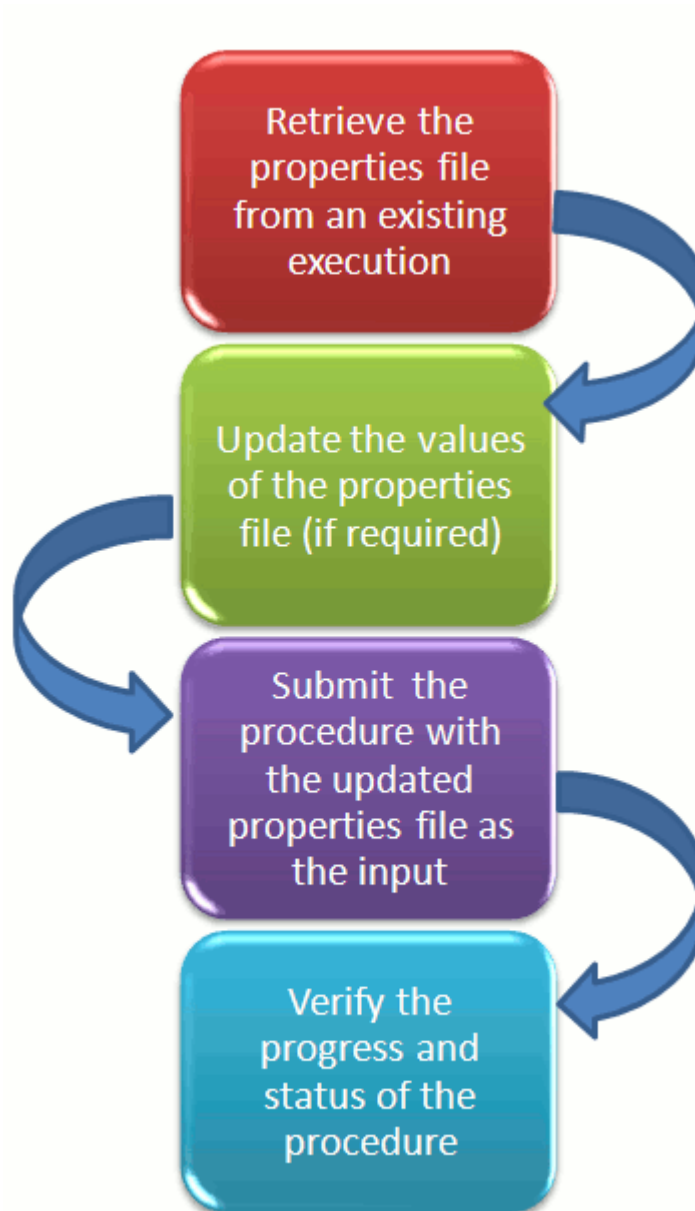 Retrieve the
properties file
from an existing
execution
Update the values
of the properties
file (if required)
Submit the
procedure with
the updated
properties file as
the input
Verify the
progress and
status of the
procedure